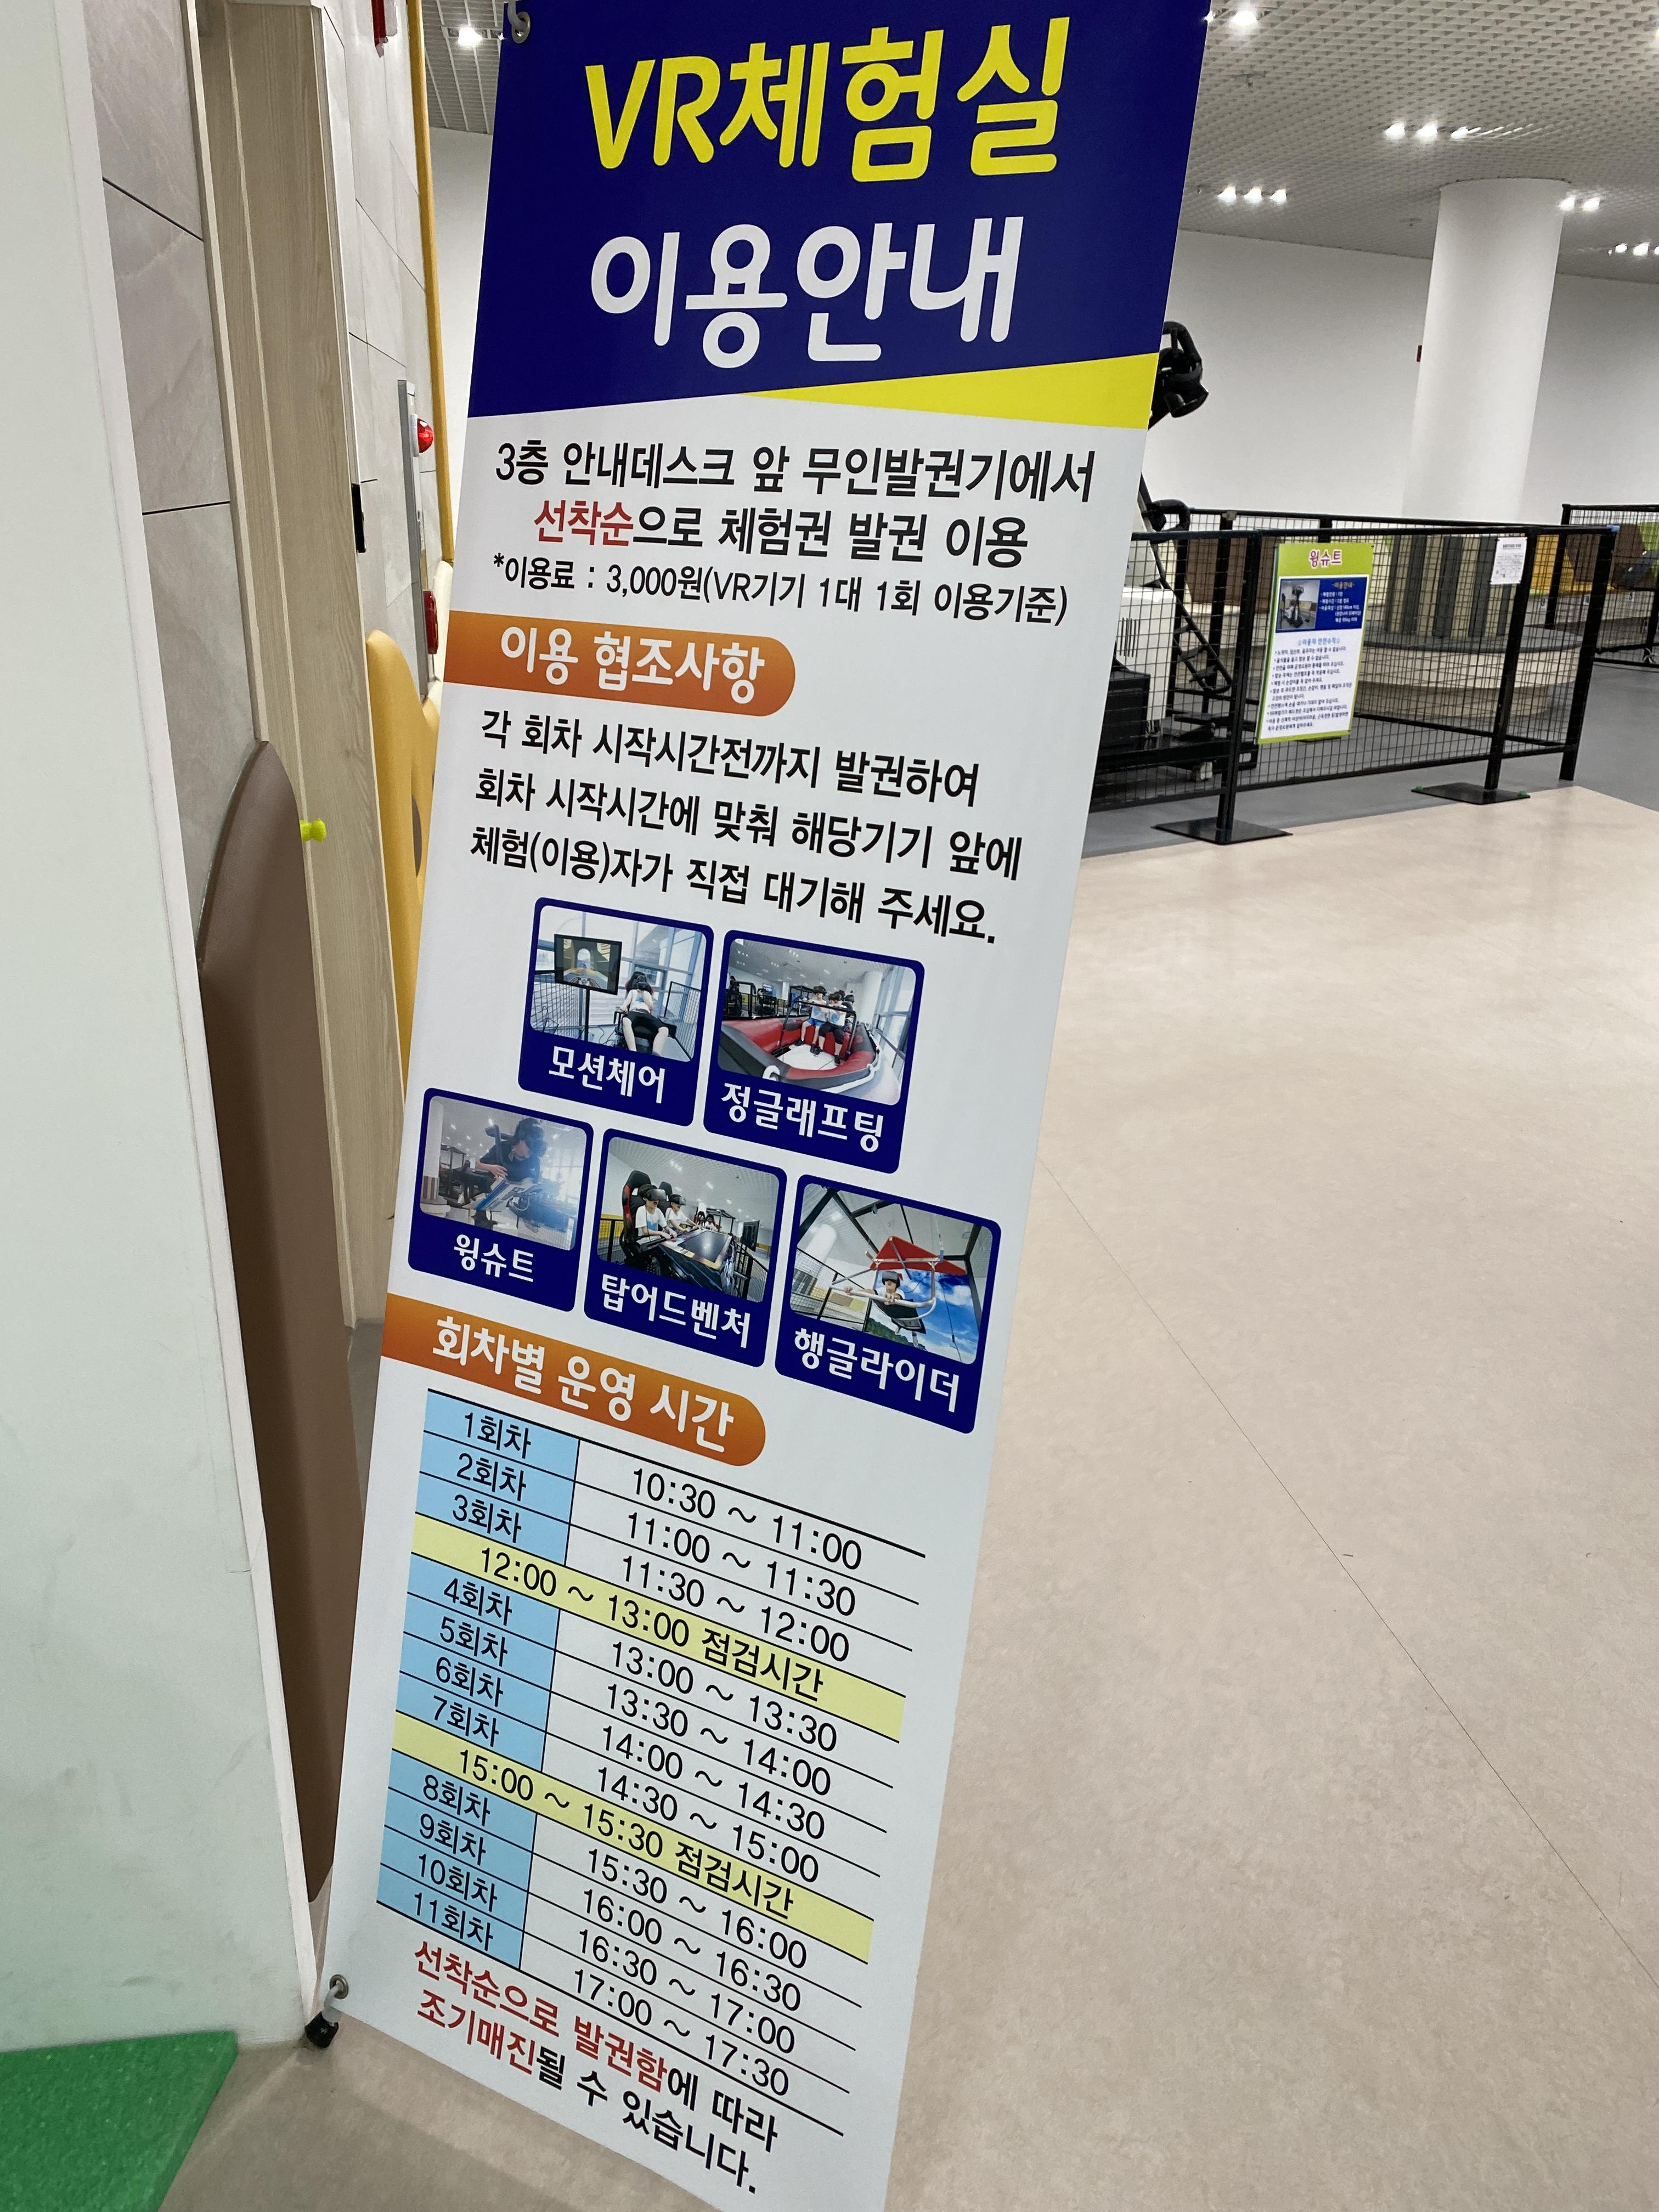 VR체험실
이용안내
3층 안내데스크 앞 무인발권기에서
선착순으로 체험권 발권 이용
*이용료 : 3,000원(VR기기 1대 1회 이용기준)
이용 협조사항
각 회차 시작시간전까지 발권하여
회차 시작시간에 맞춰 해당기기 앞에
체험(이용)자가 직접 대기해 주세요.
모션체어
정글래프팅
윙슈트
탑어드벤처
행글라이더
회차별 운영 시간
1회차 10:30 ~ 11:00
2회차 11:00 ~ 11:30
3회차 11:30 ~ 12:00
12:00 ~ 13:00 점검시간
4회차 13:00 ~ 13:30
5회차 13:30 ~ 14:00
6회차 14:00 ~ 14:30
7회차 14:30 ~ 15:00
15:00 ~ 15:30 점검시간
8회차 15:30 ~ 16:00
9회차 16:00 ~ 16:30
10회차 16:30 ~ 17:00
11회차 17:00 ~ 17:30
선착순으로 발권함에 따라
조기매진될 수 있습니다.
윙슈트